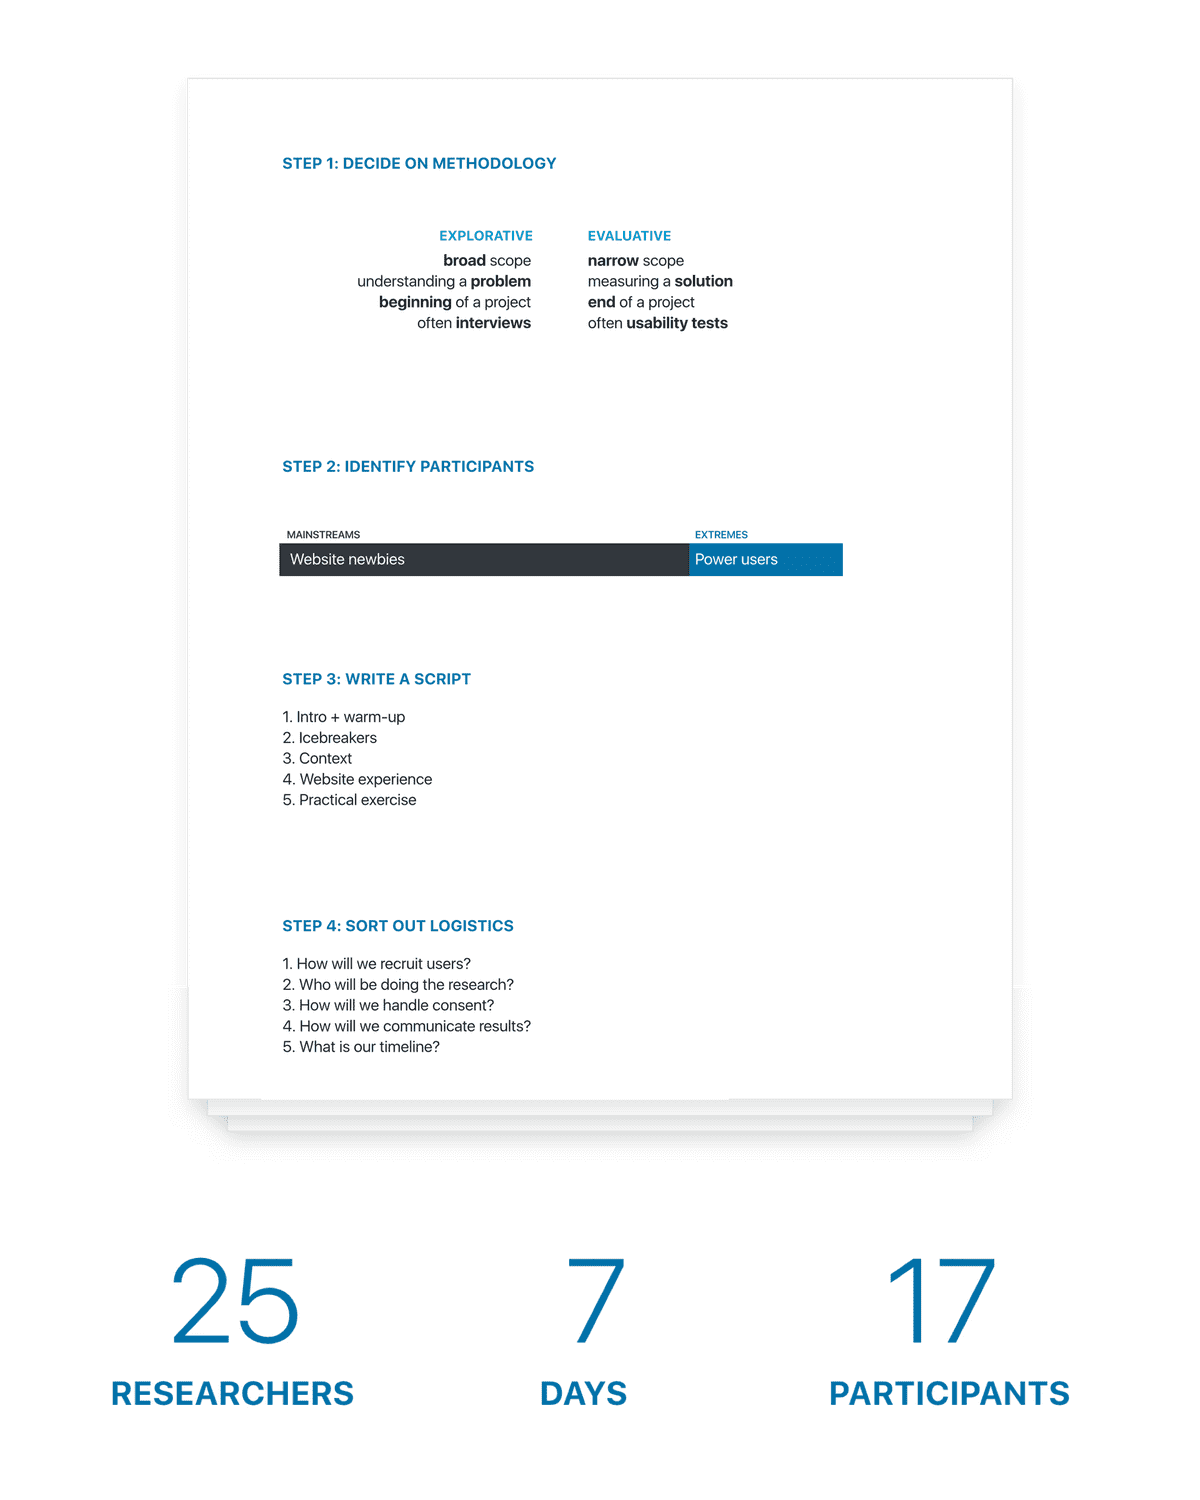 STEP 1: DECIDE ON METHODOLOGY
EXPLORATIVE
broad scope
understanding a problem
beginning of a project
often interviews
EVALUATIVE
narrow scope
measuring a solution
end of a project
often usability tests
STEP 2: IDENTIFY PARTICIPANTS
MAINSTREAMS
Website newbies
EXTREMES
Power users
STEP 3: WRITE A SCRIPT
1. Intro + warm-up
2. Icebreakers
3. Context
4. Website experience
5. Practical exercise
STEP 4: SORT OUT LOGISTICS
1. How will we recruit users?
2. Who will be doing the research?
3. How will we handle consent?
4. How will we communicate results?
5. What is our timeline?
25
RESEARCHERS
7
DAYS
17
PARTICIPANTS